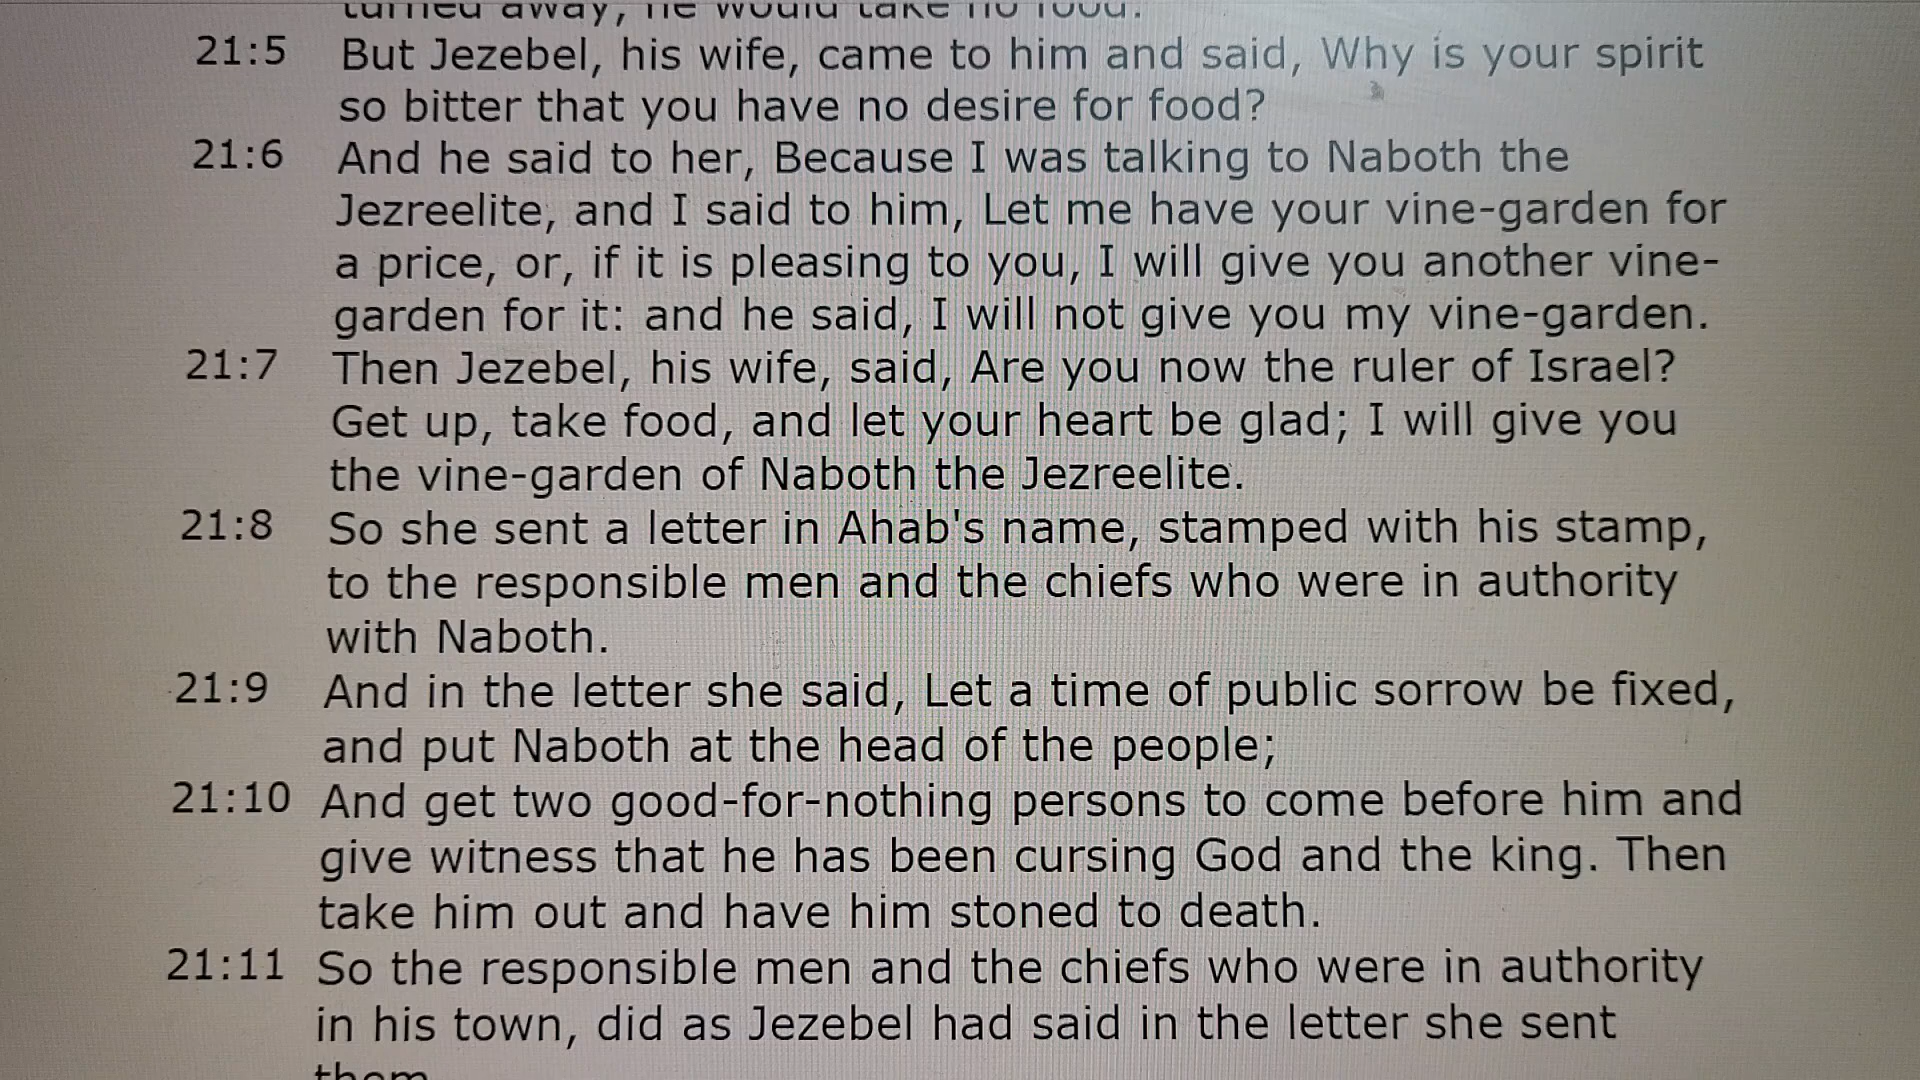 turned away, he would take no food.
21:5 But Jezebel, his wife, came to him and said, Why is your spirit
so bitter that you have no desire for food?
21:6 And he said to her, Because I was talking to Naboth the
Jezreelite, and I said to him, Let me have your vine-garden for
a price, or, if it is pleasing to you, I will give you another vine-
garden for it: and he said, I will not give you my vine-garden.
21:7 Then Jezebel, his wife, said, Are you now the ruler of Israel?
Get up, take food, and let your heart be glad; I will give you
the vine-garden of Naboth the Jezreelite.
21:8 So she sent a letter in Ahab's name, stamped with his stamp,
to the responsible men and the chiefs who were in authority
with Naboth.
21:9 And in the letter she said, Let a time of public sorrow be fixed,
and put Naboth at the head of the people;
21:10 And get two good-for-nothing persons to come before him and
give witness that he has been cursing God and the king. Then
take him out and have him stoned to death.
21:11 So the responsible men and the chiefs who were in authority
in his town, did as Jezebel had said in the letter she sent
them